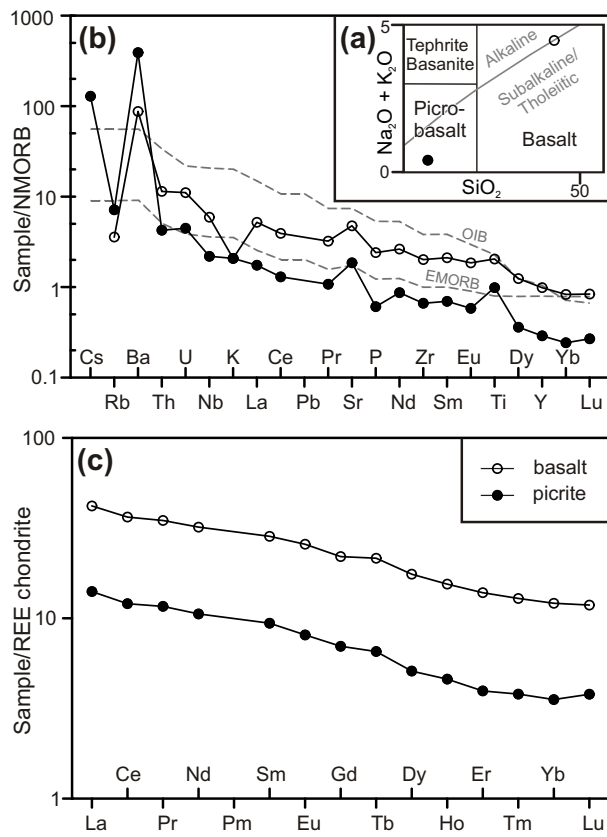 (b)
Sample/NMORB
1000
100
10
1
0.1
OIB
EMORB
Cs Ba U K Ce Pr P Zr Eu Dy Yb
Rb Th Nb La Pb Sr Nd Sm Ti Y Lu
(a)
Na2O + K2O
5
0
Tephrite
Basanite
Alkaline
Subalkaline/
Tholeiitic
Picro-
basalt
Basalt
SiO2
50
(c)
Sample/REE chondrite
100
10
1
basalt
picrite
Ce Nd Sm Gd Dy Er Yb
La Pr Pm Eu Tb Ho Tm Lu